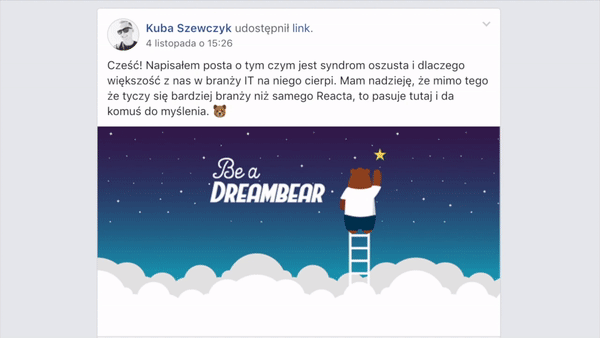 Kuba Szewczyk udostępnił link.
4 listopada o 15:26
Cześć! Napisałem posta o tym czym jest syndrom oszusta i dlaczego
większość z nas w branży IT na niego cierpi. Mam nadzieję, że mimo tego
że tyczy się bardziej branży niż samego Reacta, to pasuje tutaj i da
komuś do myślenia. 🐻
Be a
DREAMBEAR